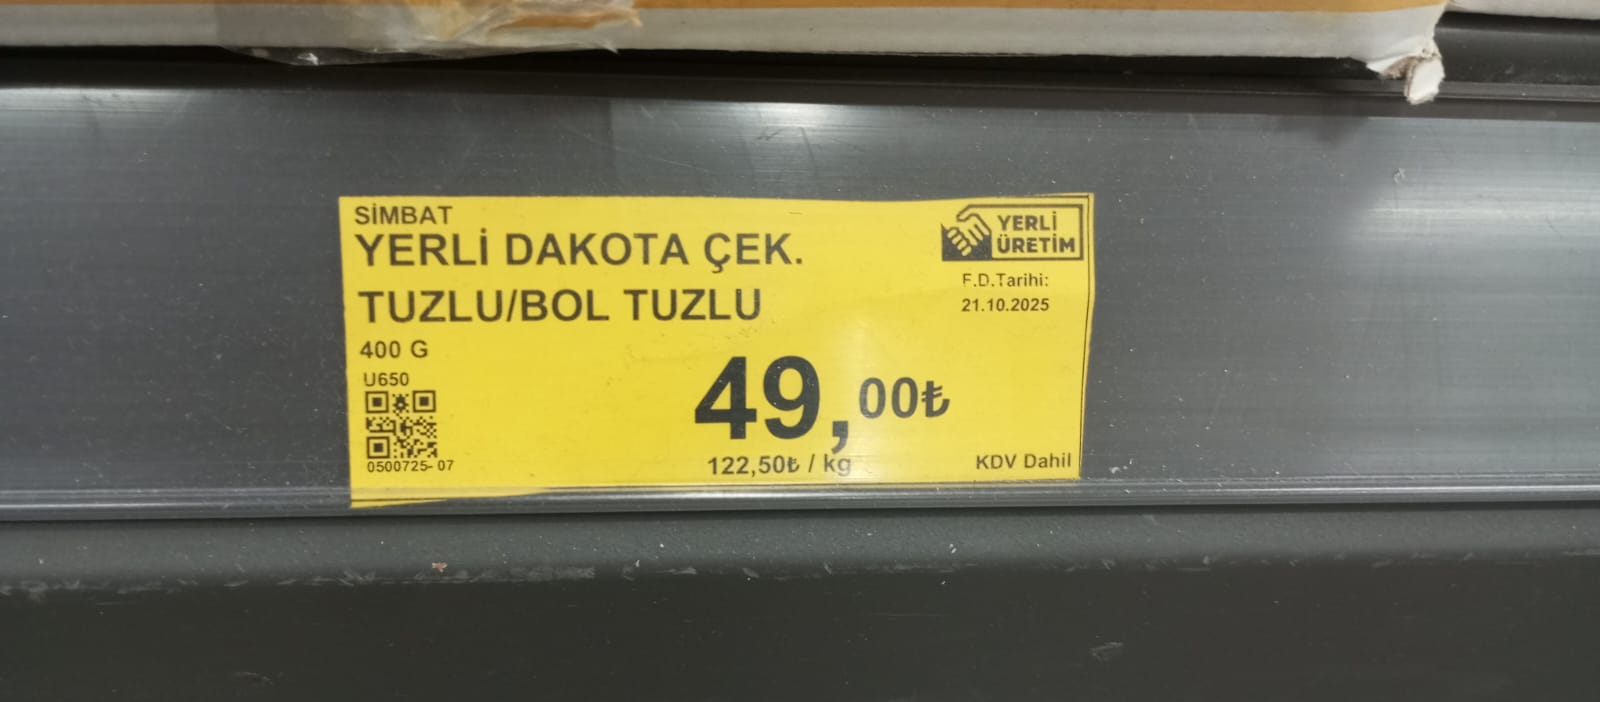 SİMBAT
YERLİ DAKOTA ÇEK.
TUZLU/BOL TUZLU
400 G
U650
0500725- 07
YERLİ
ÜRETİM
F.D.Tarihi:
21.10.2025
49,00₺
122,50₺ / kg
KDV Dahil